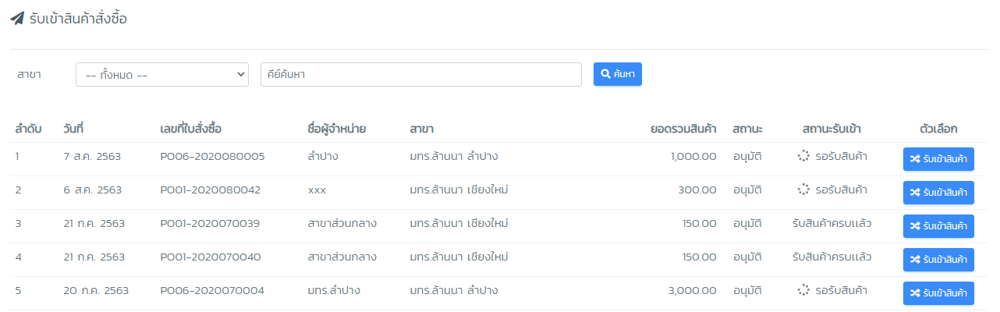 รับเข้าสินค้าสั่งซื้อ
สาขา -- ทั้งหมด -- คีย์ค้นหา ค้นหา
ลำดับ วันที่ เลขที่ใบสั่งซื้อ ชื่อผู้จำหน่าย สาขา ยอดรวมสินค้า สถานะ สถานะรับเข้า ตัวเลือก
1 7 ส.ค. 2563 PO06-2020080005 ลำปาง มทร.ล้านนา ลำปาง 1,000.00 อนุมัติ รอรับสินค้า รับเข้าสินค้า
2 6 ส.ค. 2563 PO01-2020080042 xxx มทร.ล้านนา เชียงใหม่ 300.00 อนุมัติ รอรับสินค้า รับเข้าสินค้า
3 21 ก.ค. 2563 PO01-2020070039 สาขาส่วนกลาง มทร.ล้านนา เชียงใหม่ 150.00 อนุมัติ รับสินค้าครบแล้ว รับเข้าสินค้า
4 21 ก.ค. 2563 PO01-2020070040 สาขาส่วนกลาง มทร.ล้านนา เชียงใหม่ 150.00 อนุมัติ รับสินค้าครบแล้ว รับเข้าสินค้า
5 20 ก.ค. 2563 PO06-2020070004 มทร.ลำปาง มทร.ล้านนา ลำปาง 3,000.00 อนุมัติ รอรับสินค้า รับเข้าสินค้า